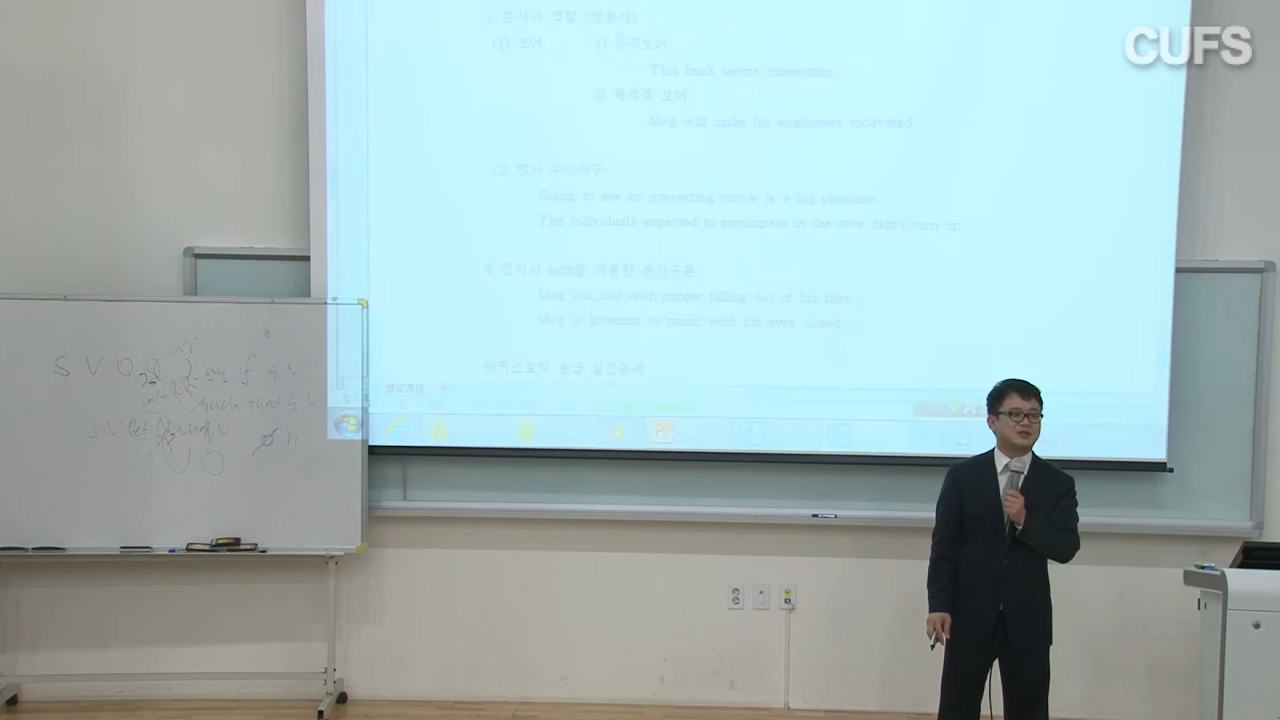 CUFS
3. 분사의 역할 (형용사)
(1) 보어 1) 주격보어
This book seems interesting.
2) 목적격 보어
Meg will make his employees motivated.
(2) 명사 수식어구
Going to see an interesting movie is a big pleasure.
The individuals expected to participate in the race didn't turn up.
4. 전치사 with를 이용한 분사구문
Meg ran fast with papers falling out of his files.
Meg is listening to music with his eyes closed.
해커스토익 중급 실전문제
S V O as if s V
such that s V
S V